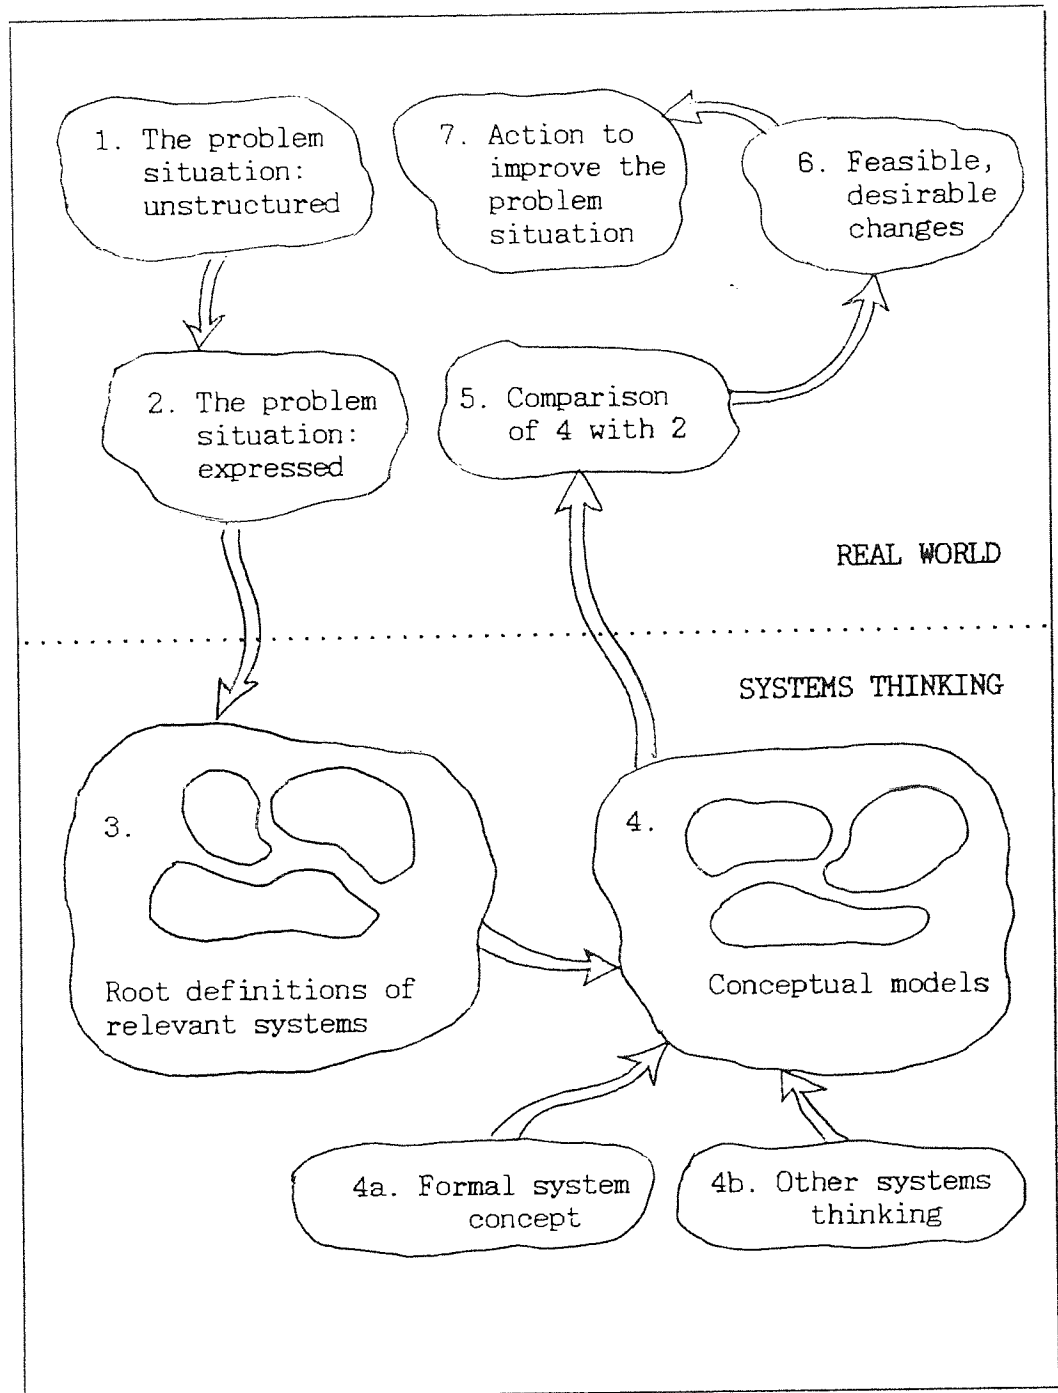 1. The problem
situation:
unstructured
7. Action to
improve the
problem
situation
6. Feasible,
desirable
changes
2. The problem
situation:
expressed
5. Comparison
of 4 with 2
REAL WORLD
SYSTEMS THINKING
3.
Root definitions of
relevant systems
4.
Conceptual models
4a. Formal system
concept
4b. Other systems
thinking